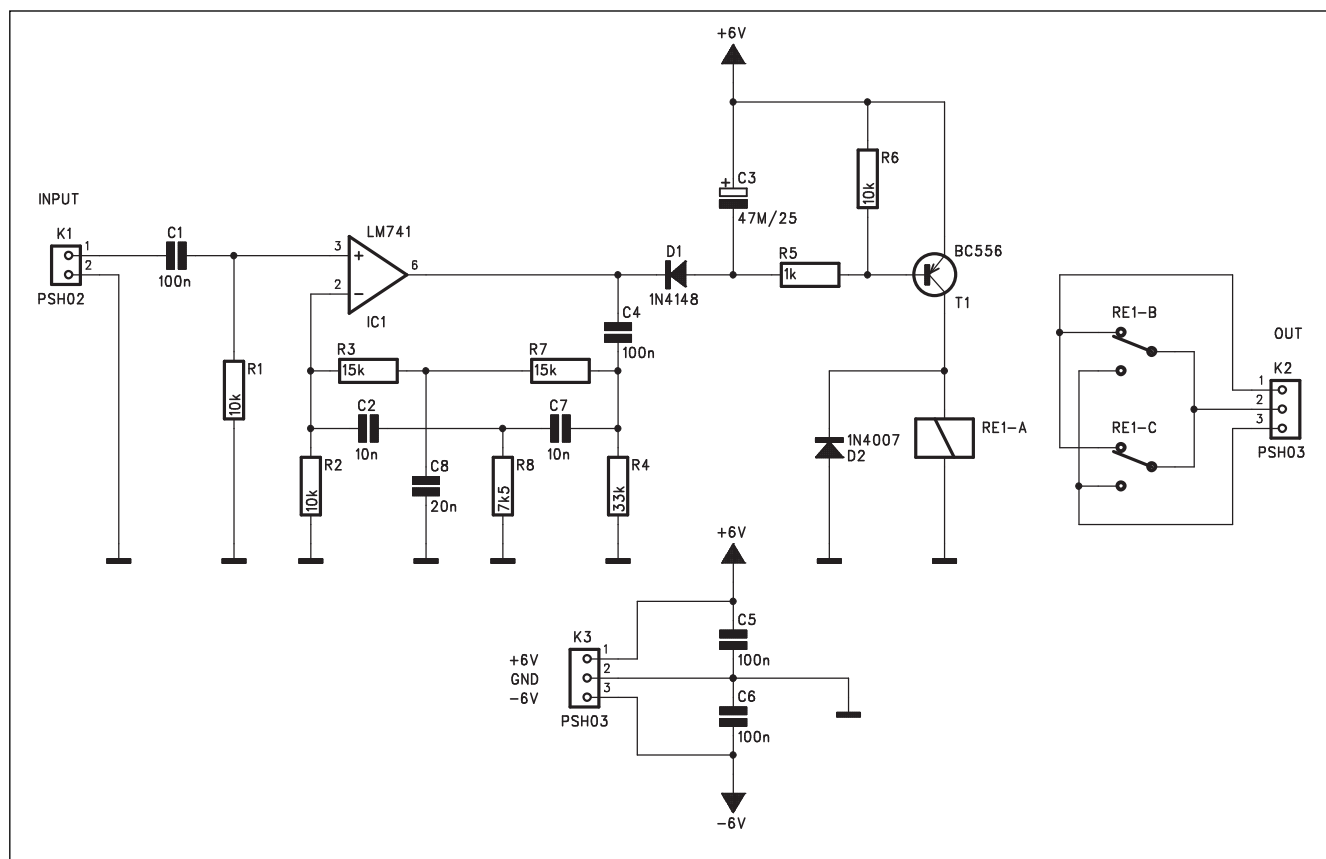 +6V
R6
10k
C3
+
47M/25
INPUT
K1
1
2
PSH02
C1
100n
LM741
3
+
6
2
−
IC1
D1
1N4148
R5
1k
BC556
T1
C4
100n
R1
10k
R3
15k
R7
15k
C2
10n
C7
10n
R2
10k
C8
20n
R8
7k5
R4
33k
1N4007
D2
RE1-A
RE1-B
RE1-C
OUT
K2
1
2
3
PSH03
+6V
K3
+6V
GND
-6V
1
2
3
PSH03
C5
100n
C6
100n
-6V